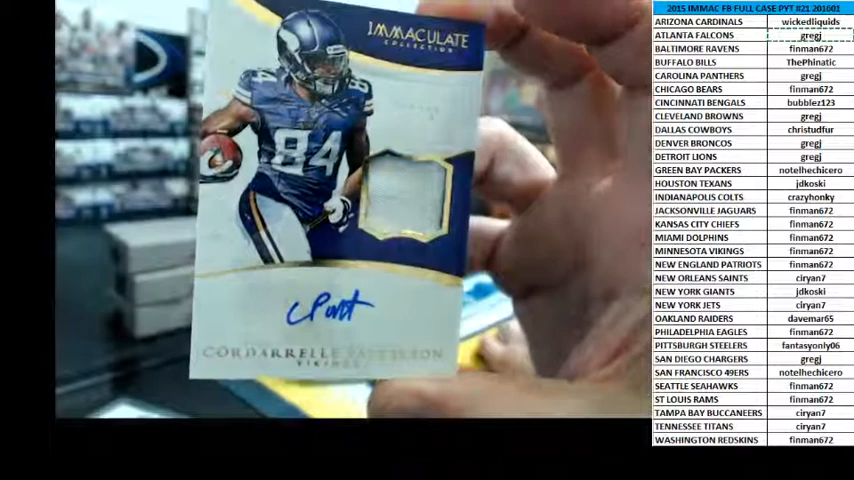 IMMACULATE
COLLECTION
84
84
84
CPatt
CORDARRELLE PATTERSON
VIKINGS
2015 IMMAC FB FULL CASE PYT #21 201601
ARIZONA CARDINALS wickedliquids
ATLANTA FALCONS gregj
BALTIMORE RAVENS finman672
BUFFALO BILLS ThePhinatic
CAROLINA PANTHERS gregj
CHICAGO BEARS finman672
CINCINNATI BENGALS bubblez123
CLEVELAND BROWNS gregj
DALLAS COWBOYS christudfur
DENVER BRONCOS gregj
DETROIT LIONS gregj
GREEN BAY PACKERS notelhechicero
HOUSTON TEXANS jdkoski
INDIANAPOLIS COLTS crazyhonky
JACKSONVILLE JAGUARS finman672
KANSAS CITY CHIEFS finman672
MIAMI DOLPHINS finman672
MINNESOTA VIKINGS finman672
NEW ENGLAND PATRIOTS finman672
NEW ORLEANS SAINTS ciryan7
NEW YORK GIANTS jdkoski
NEW YORK JETS ciryan7
OAKLAND RAIDERS davemar65
PHILADELPHIA EAGLES finman672
PITTSBURGH STEELERS fantasyonly06
SAN DIEGO CHARGERS gregj
SAN FRANCISCO 49ERS notelhechicero
SEATTLE SEAHAWKS finman672
ST LOUIS RAMS finman672
TAMPA BAY BUCCANEERS ciryan7
TENNESSEE TITANS ciryan7
WASHINGTON REDSKINS finman672